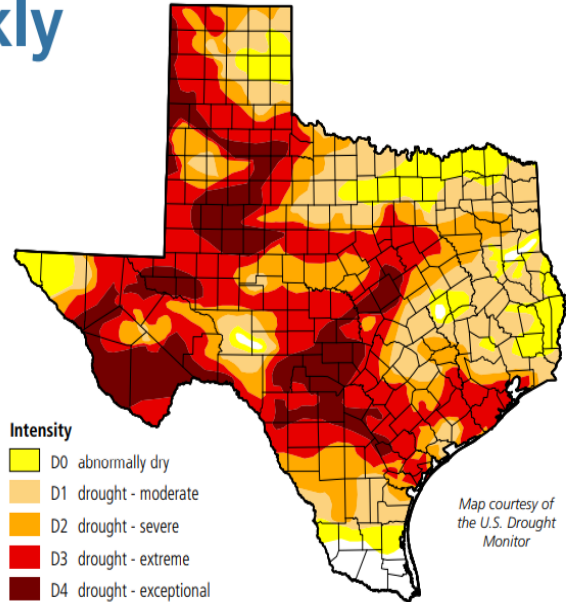 kly
Intensity
D0 abnormally dry
D1 drought - moderate
D2 drought - severe
D3 drought - extreme
D4 drought - exceptional
Map courtesy of
the U.S. Drought
Monitor